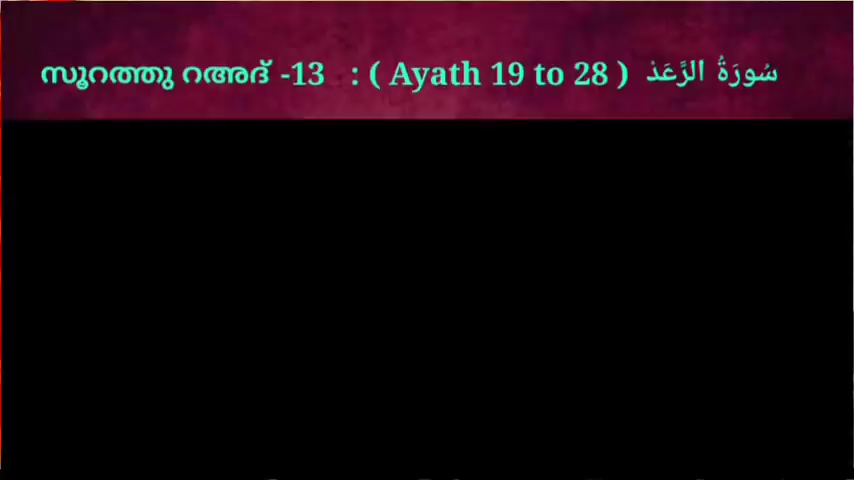 സൂറത്തു റഅദ് -13 : ( Ayath 19 to 28 ) سُورَةُ الرَّعَدْ